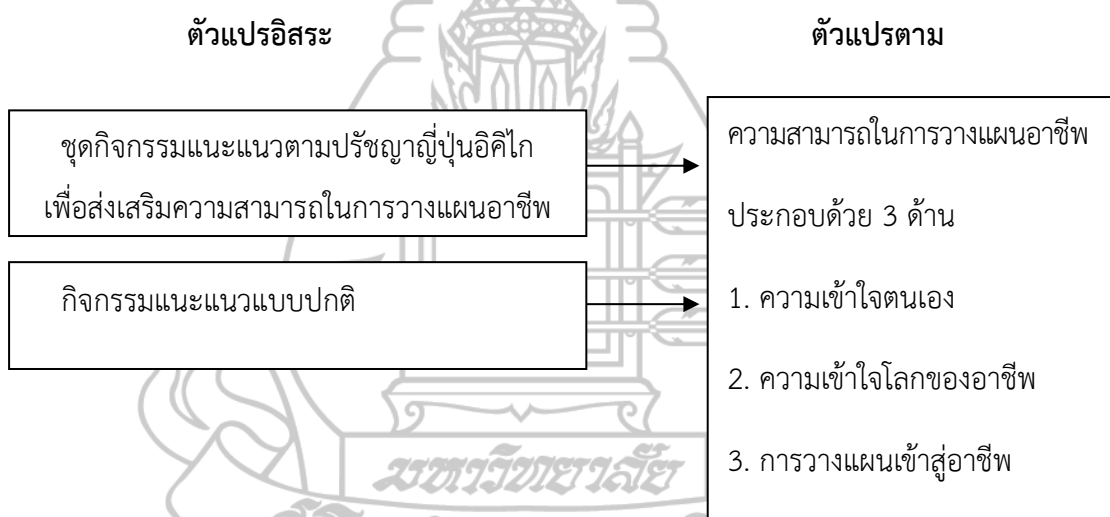 ตัวแปรอิสระ
ตัวแปรตาม
ชุดกิจกรรมแนะแนวตามปรัชญาญี่ปุ่นอิคิไก
เพื่อส่งเสริมความสามารถในการวางแผนอาชีพ
กิจกรรมแนะแนวแบบปกติ
ความสามารถในการวางแผนอาชีพ
ประกอบด้วย 3 ด้าน
1. ความเข้าใจตนเอง
2. ความเข้าใจโลกของอาชีพ
3. การวางแผนเข้าสู่อาชีพ
มหาวิทยาลัย